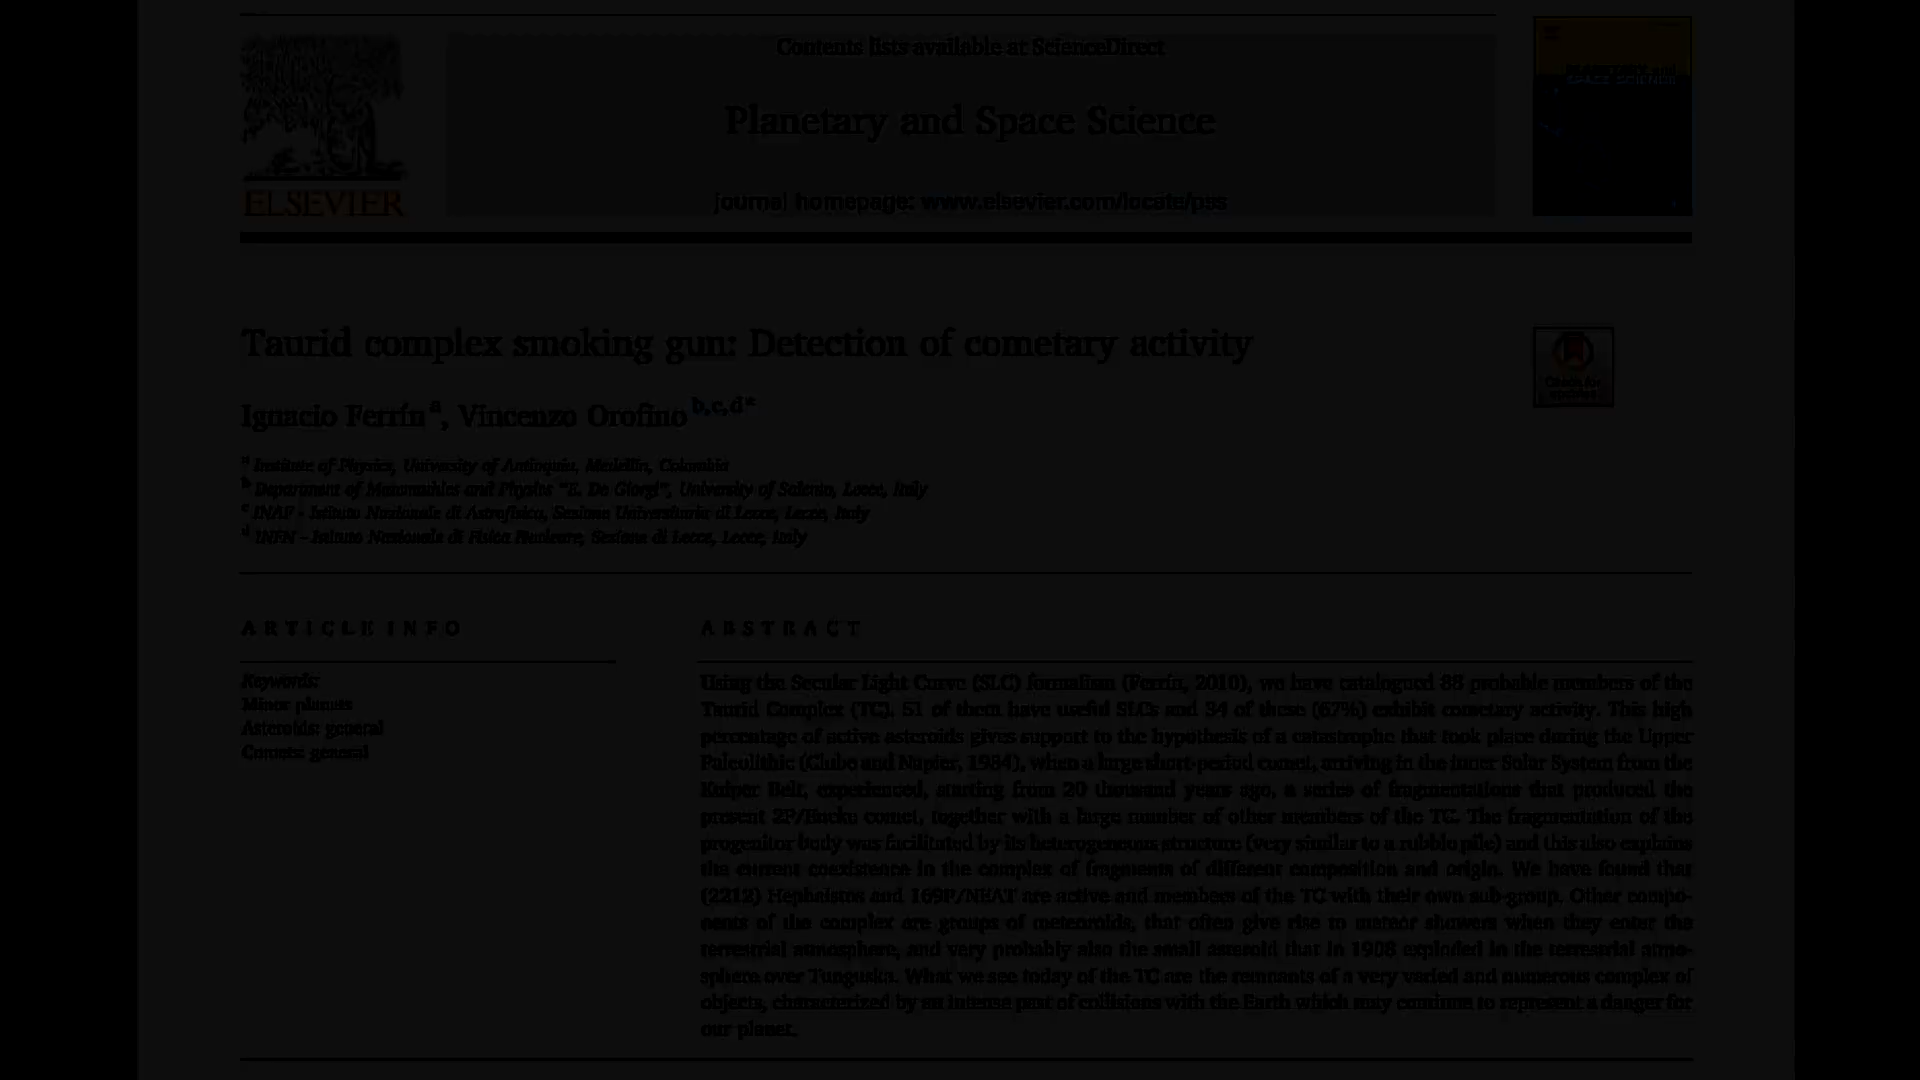 Contents lists available at ScienceDirect
Planetary and Space Science
journal homepage: www.elsevier.com/locate/pss
ELSEVIER
PLANETARY and
SPACE SCIENCE
Taurid complex smoking gun: Detection of cometary activity
Check for
updates
Ignacio Ferrín a, Vincenzo Orofino b,c,d*
a Institute of Physics, University of Antioquia, Medellín, Colombia
b Department of Mathematics and Physics "E. De Giorgi", University of Salento, Lecce, Italy
c INAF - Istituto Nazionale di Astrofisica, Sezione Universitaria di Lecce, Lecce, Italy
d INFN - Istituto Nazionale di Fisica Nucleare, Sezione di Lecce, Lecce, Italy
ARTICLE INFO
Keywords:
Minor planets
Asteroids: general
Comets: general
ABSTRACT
Using the Secular Light Curve (SLC) formalism (Ferrín, 2010), we have catalogued 88 probable members of the
Taurid Complex (TC). 51 of them have useful SLCs and 34 of these (67%) exhibit cometary activity. This high
percentage of active asteroids gives support to the hypothesis of a catastrophe that took place during the Upper
Paleolithic (Clube and Napier, 1984), when a large short-period comet, arriving in the inner Solar System from the
Kuiper Belt, experienced, starting from 20 thousand years ago, a series of fragmentations that produced the
present 2P/Encke comet, together with a large number of other members of the TC. The fragmentation of the
progenitor body was facilitated by its heterogeneous structure (very similar to a rubble pile) and this also explains
the current coexistence in the complex of fragments of different composition and origin. We have found that
(2212) Hephaistos and 169P/NEAT are active and members of the TC with their own sub-group. Other compo-
nents of the complex are groups of meteoroids, that often give rise to meteor showers when they enter the
terrestrial atmosphere, and very probably also the small asteroid that in 1908 exploded in the terrestrial atmo-
sphere over Tunguska. What we see today of the TC are the remnants of a very varied and numerous complex of
objects, characterized by an intense past of collisions with the Earth which may continue to represent a danger for
our planet.